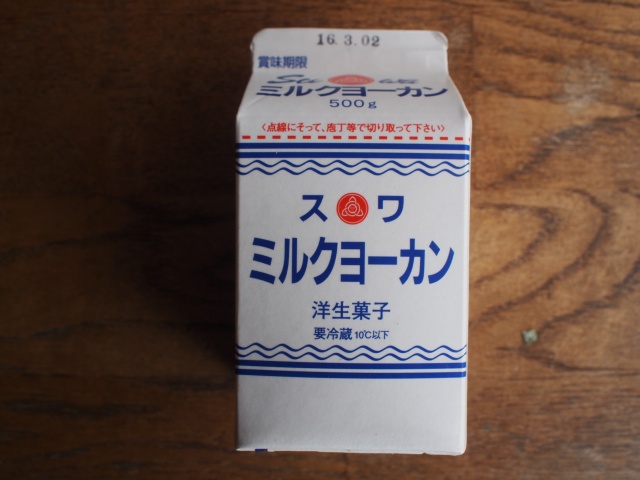 16.3.02
賞味期限
Suwa
ミルクヨーカン
500g
〈点線にそって、庖丁等で切り取って下さい〉
スワ
ミルクヨーカン
洋生菓子
要冷蔵 10℃以下